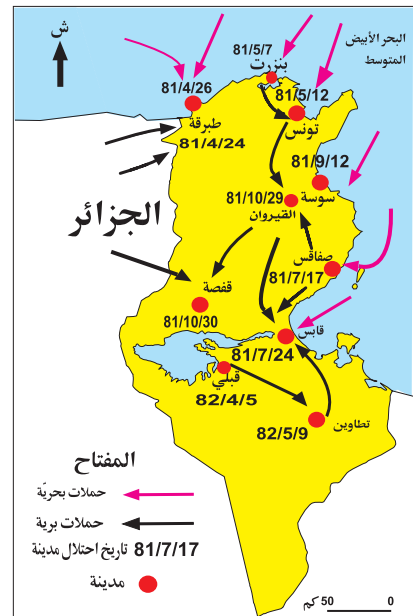 ش
البحر الأبيض
المتوسط
81/5/7
بنزرت
81/4/26
طبرقة
81/5/12
تونس
81/4/24
81/9/12
سوسة
81/10/29
القيروان
الجزائر
صفاقس
81/7/17
قفصة
81/10/30
قابس
81/7/24
قبلي
82/4/5
تطاوين
82/5/9
المفتاح
حملات بحريّة
حملات برية
81/7/17 تاريخ احتلال مدينة
مدينة
50 كم 0